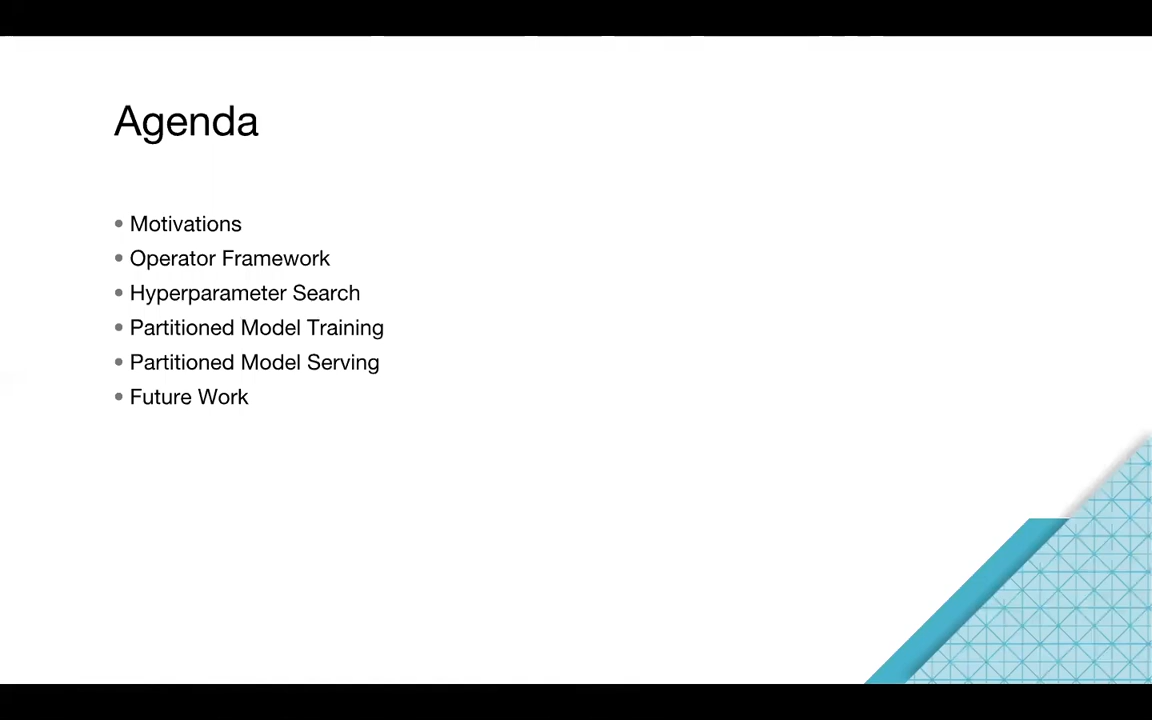 Agenda
• Motivations
• Operator Framework
• Hyperparameter Search
• Partitioned Model Training
• Partitioned Model Serving
• Future Work